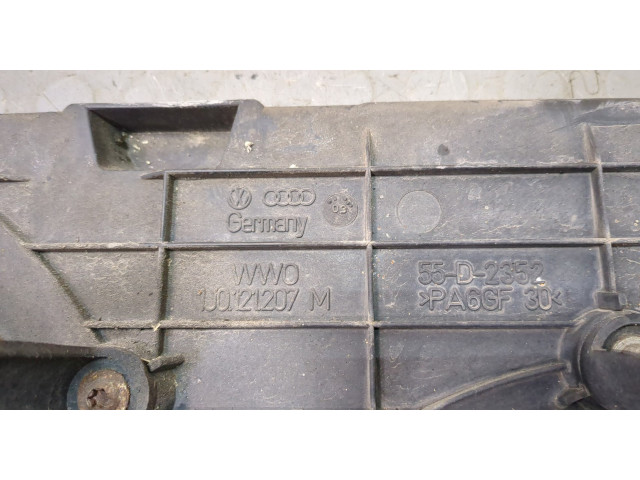 Germany
WWO
1J0121207 M
55-D-2352
>PA6GF 30<